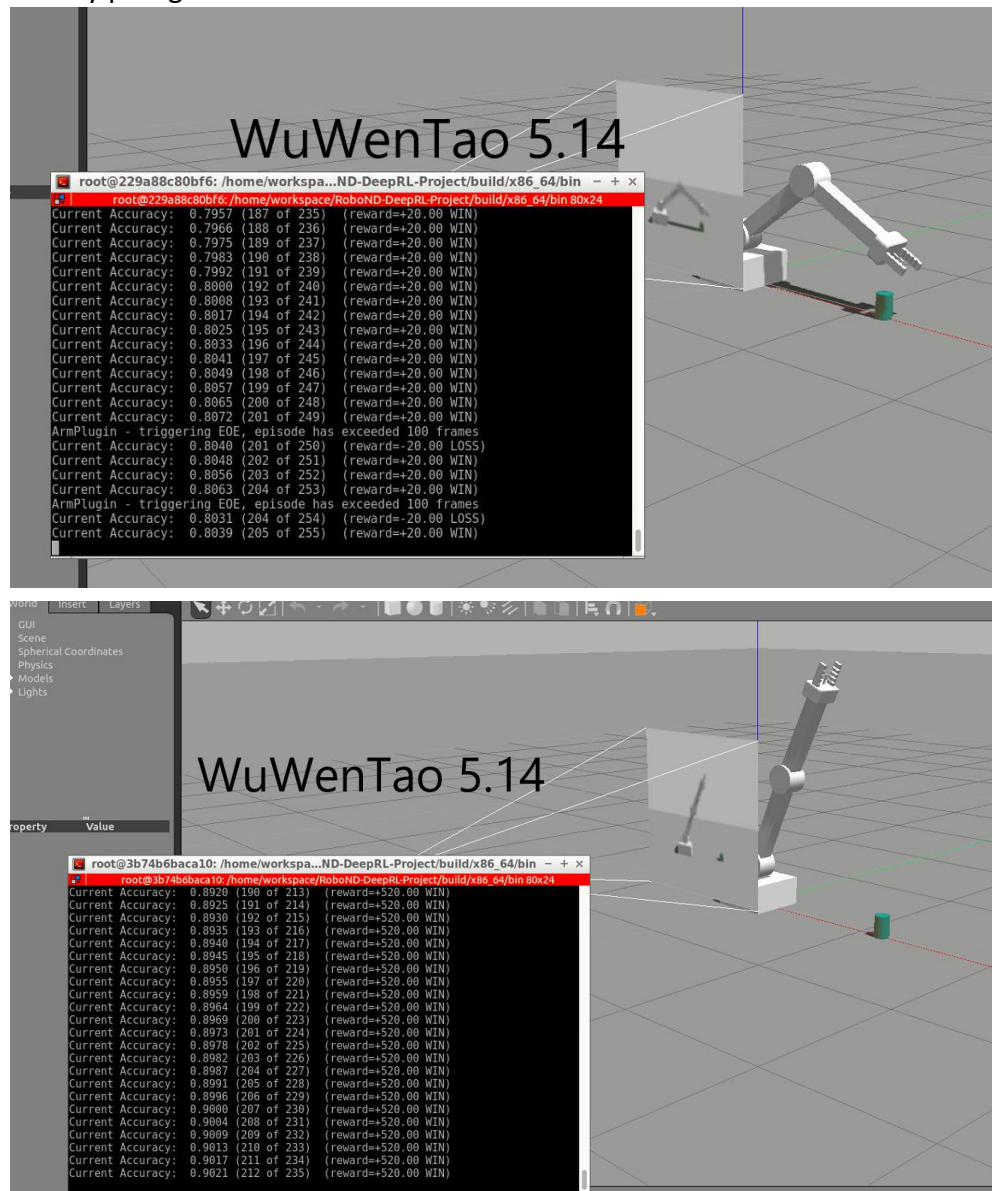 WuWenTao 5.14
root@229a88c80bf6: /home/workspa...ND-DeepRL-Project/build/x86_64/bin
root@229a88c80bf6: /home/workspace/RoboND-DeepRL-Project/build/x86_64/bin 80x24
Current Accuracy:  0.7957 (187 of 235)  (reward=+20.00 WIN)
Current Accuracy:  0.7966 (188 of 236)  (reward=+20.00 WIN)
Current Accuracy:  0.7975 (189 of 237)  (reward=+20.00 WIN)
Current Accuracy:  0.7983 (190 of 238)  (reward=+20.00 WIN)
Current Accuracy:  0.7992 (191 of 239)  (reward=+20.00 WIN)
Current Accuracy:  0.8000 (192 of 240)  (reward=+20.00 WIN)
Current Accuracy:  0.8008 (193 of 241)  (reward=+20.00 WIN)
Current Accuracy:  0.8017 (194 of 242)  (reward=+20.00 WIN)
Current Accuracy:  0.8025 (195 of 243)  (reward=+20.00 WIN)
Current Accuracy:  0.8033 (196 of 244)  (reward=+20.00 WIN)
Current Accuracy:  0.8041 (197 of 245)  (reward=+20.00 WIN)
Current Accuracy:  0.8049 (198 of 246)  (reward=+20.00 WIN)
Current Accuracy:  0.8057 (199 of 247)  (reward=+20.00 WIN)
Current Accuracy:  0.8065 (200 of 248)  (reward=+20.00 WIN)
Current Accuracy:  0.8072 (201 of 249)  (reward=+20.00 WIN)
ArmPlugin - triggering EOE, episode has exceeded 100 frames
Current Accuracy:  0.8040 (201 of 250)  (reward=-20.00 LOSS)
Current Accuracy:  0.8048 (202 of 251)  (reward=+20.00 WIN)
Current Accuracy:  0.8056 (203 of 252)  (reward=+20.00 WIN)
Current Accuracy:  0.8063 (204 of 253)  (reward=+20.00 WIN)
ArmPlugin - triggering EOE, episode has exceeded 100 frames
Current Accuracy:  0.8031 (204 of 254)  (reward=-20.00 LOSS)
Current Accuracy:  0.8039 (205 of 255)  (reward=+20.00 WIN)
World Insert Layers
GUI
Scene
Spherical Coordinates
Physics
Models
Lights
WuWenTao 5.14
Value
root@3b74b6baca10: /home/workspa...ND-DeepRL-Project/build/x86_64/bin
root@3b74b6baca10: /home/workspace/RoboND-DeepRL-Project/build/x86_64/bin 80x24
Current Accuracy:  0.8920 (190 of 213)  (reward=+520.00 WIN)
Current Accuracy:  0.8925 (191 of 214)  (reward=+520.00 WIN)
Current Accuracy:  0.8930 (192 of 215)  (reward=+520.00 WIN)
Current Accuracy:  0.8935 (193 of 216)  (reward=+520.00 WIN)
Current Accuracy:  0.8940 (194 of 217)  (reward=+520.00 WIN)
Current Accuracy:  0.8945 (195 of 218)  (reward=+520.00 WIN)
Current Accuracy:  0.8950 (196 of 219)  (reward=+520.00 WIN)
Current Accuracy:  0.8955 (197 of 220)  (reward=+520.00 WIN)
Current Accuracy:  0.8959 (198 of 221)  (reward=+520.00 WIN)
Current Accuracy:  0.8964 (199 of 222)  (reward=+520.00 WIN)
Current Accuracy:  0.8969 (200 of 223)  (reward=+520.00 WIN)
Current Accuracy:  0.8973 (201 of 224)  (reward=+520.00 WIN)
Current Accuracy:  0.8978 (202 of 225)  (reward=+520.00 WIN)
Current Accuracy:  0.8982 (203 of 226)  (reward=+520.00 WIN)
Current Accuracy:  0.8987 (204 of 227)  (reward=+520.00 WIN)
Current Accuracy:  0.8991 (205 of 228)  (reward=+520.00 WIN)
Current Accuracy:  0.8996 (206 of 229)  (reward=+520.00 WIN)
Current Accuracy:  0.9000 (207 of 230)  (reward=+520.00 WIN)
Current Accuracy:  0.9004 (208 of 231)  (reward=+520.00 WIN)
Current Accuracy:  0.9009 (209 of 232)  (reward=+520.00 WIN)
Current Accuracy:  0.9013 (210 of 233)  (reward=+520.00 WIN)
Current Accuracy:  0.9017 (211 of 234)  (reward=+520.00 WIN)
Current Accuracy:  0.9021 (212 of 235)  (reward=+520.00 WIN)